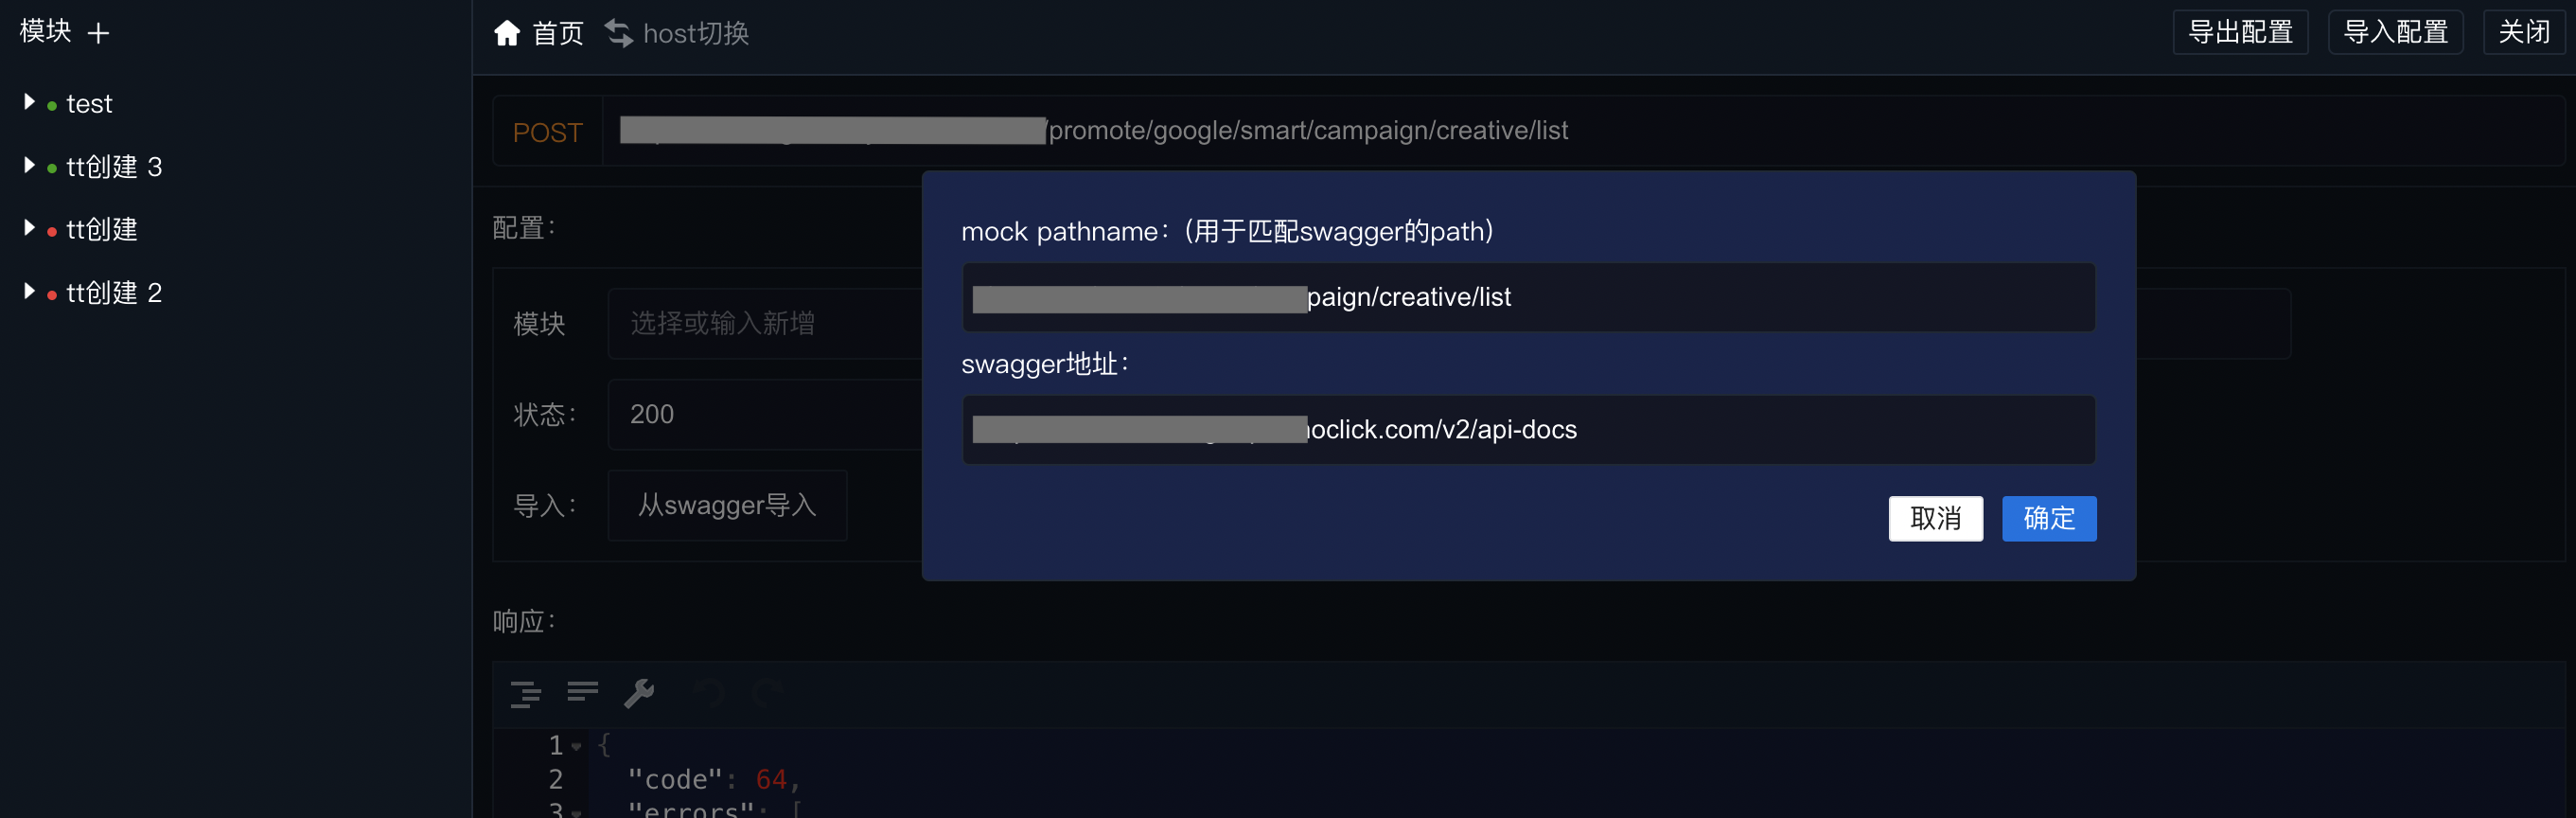 模块 +
test
tt创建 3
tt创建
tt创建 2
首页 host切换
导出配置 导入配置 关闭
POST /promote/google/smart/campaign/creative/list
配置：
模块 选择或输入新增
状态： 200
导入： 从swagger导入
mock pathname：（用于匹配swagger的path）
paign/creative/list
swagger地址：
oclick.com/v2/api-docs
取消 确定
响应：
1 {
2 "code": 64,
3 "errors": [